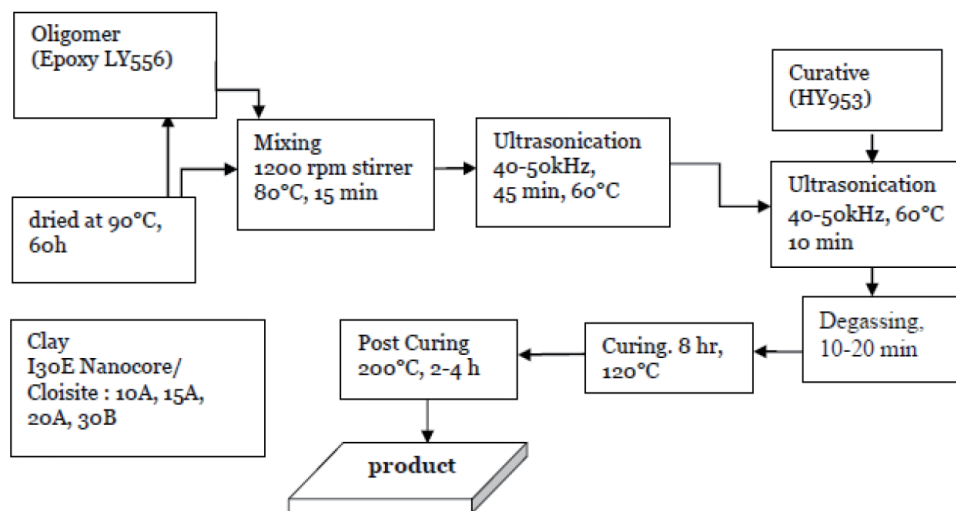 Oligomer
(Epoxy LY556)
Curative
(HY953)
Mixing
1200 rpm stirrer
80°C, 15 min
Ultrasonication
40-50kHz,
45 min, 60°C
Ultrasonication
40-50kHz, 60°C
10 min
dried at 90°C,
60h
Clay
I30E Nanocore/
Cloisite : 10A, 15A,
20A, 30B
Post Curing
200°C, 2-4 h
Curing. 8 hr,
120°C
Degassing,
10-20 min
product